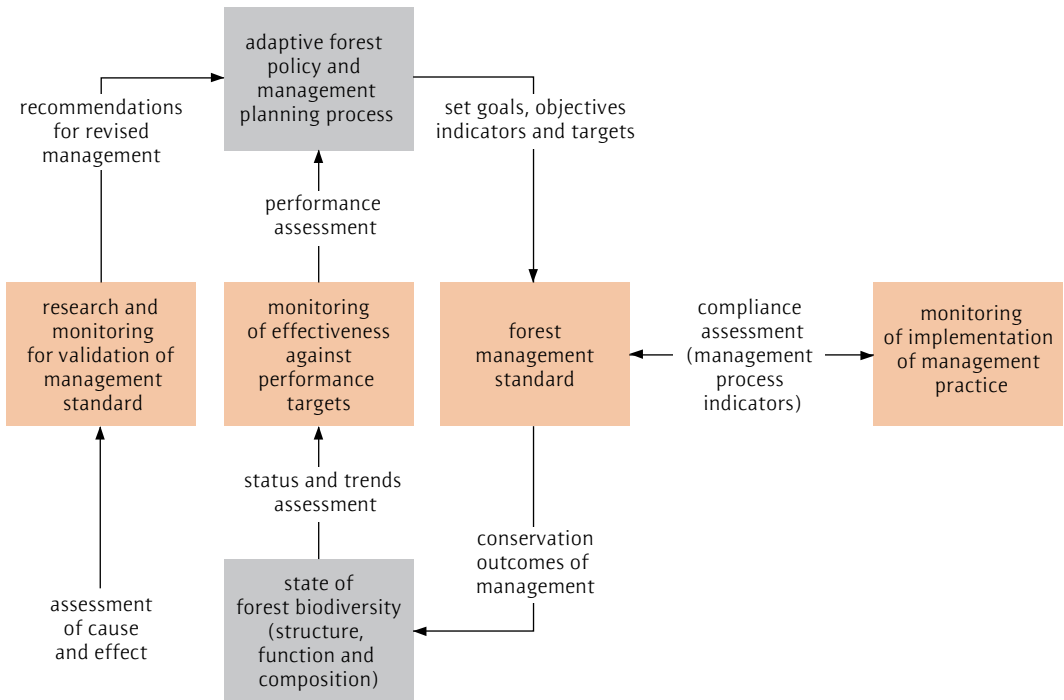 adaptive forest
policy and
management
planning process
recommendations
for revised
management
set goals, objectives
indicators and targets
performance
assessment
research and
monitoring
for validation of
management
standard
monitoring
of effectiveness
against
performance
targets
forest
management
standard
compliance
assessment
(management
process
indicators)
monitoring
of implementation
of management
practice
status and trends
assessment
conservation
outcomes of
management
assessment
of cause
and effect
state of
forest biodiversity
(structure,
function and
composition)